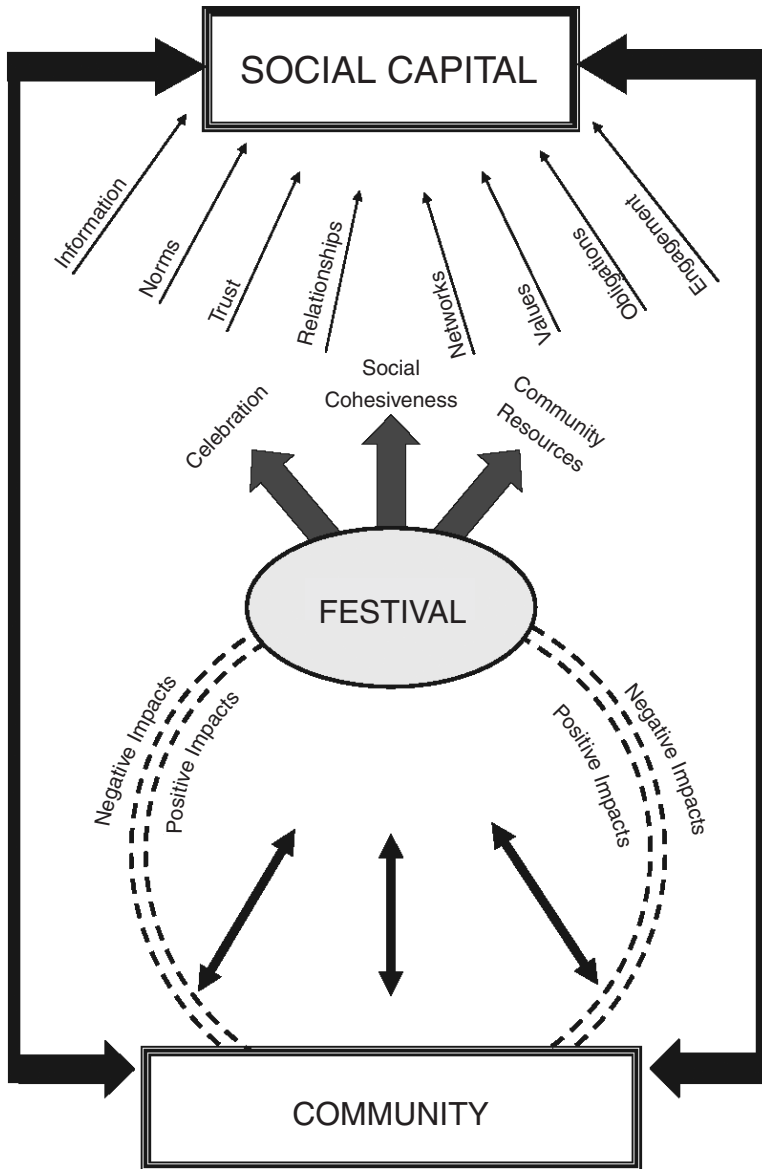 SOCIAL CAPITAL
Information
Norms
Trust
Relationships
Networks
Values
Obligations
Engagement
Celebration
Social
Cohesiveness
Community
Resources
FESTIVAL
Negative Impacts
Positive Impacts
Positive Impacts
Negative Impacts
COMMUNITY